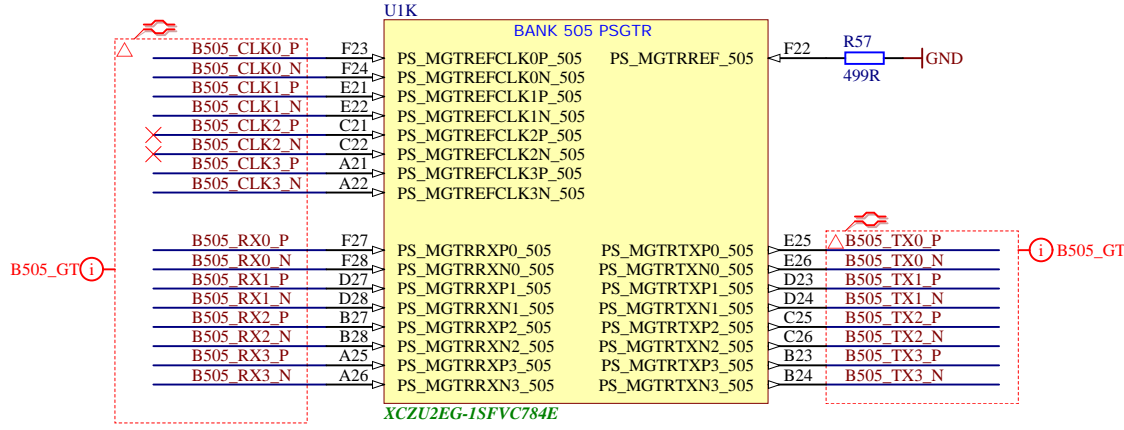 U1K
BANK 505 PSGTR
B505_CLK0_P F23 PS_MGTREFCLK0P_505 PS_MGTRREF_505 F22 R57 499R GND
B505_CLK0_N F24 PS_MGTREFCLK0N_505
B505_CLK1_P E21 PS_MGTREFCLK1P_505
B505_CLK1_N E22 PS_MGTREFCLK1N_505
B505_CLK2_P C21 PS_MGTREFCLK2P_505
B505_CLK2_N C22 PS_MGTREFCLK2N_505
B505_CLK3_P A21 PS_MGTREFCLK3P_505
B505_CLK3_N A22 PS_MGTREFCLK3N_505
B505_RX0_P F27 PS_MGTRRXP0_505 PS_MGTRTXP0_505 E25 B505_TX0_P
B505_GT i B505_RX0_N F28 PS_MGTRRXN0_505 PS_MGTRTXN0_505 E26 B505_TX0_N i B505_GT
B505_RX1_P D27 PS_MGTRRXP1_505 PS_MGTRTXP1_505 D23 B505_TX1_P
B505_RX1_N D28 PS_MGTRRXN1_505 PS_MGTRTXN1_505 D24 B505_TX1_N
B505_RX2_P B27 PS_MGTRRXP2_505 PS_MGTRTXP2_505 C25 B505_TX2_P
B505_RX2_N B28 PS_MGTRRXN2_505 PS_MGTRTXN2_505 C26 B505_TX2_N
B505_RX3_P A25 PS_MGTRRXP3_505 PS_MGTRTXP3_505 B23 B505_TX3_P
B505_RX3_N A26 PS_MGTRRXN3_505 PS_MGTRTXN3_505 B24 B505_TX3_N
XCZU2EG-1SFVC784E